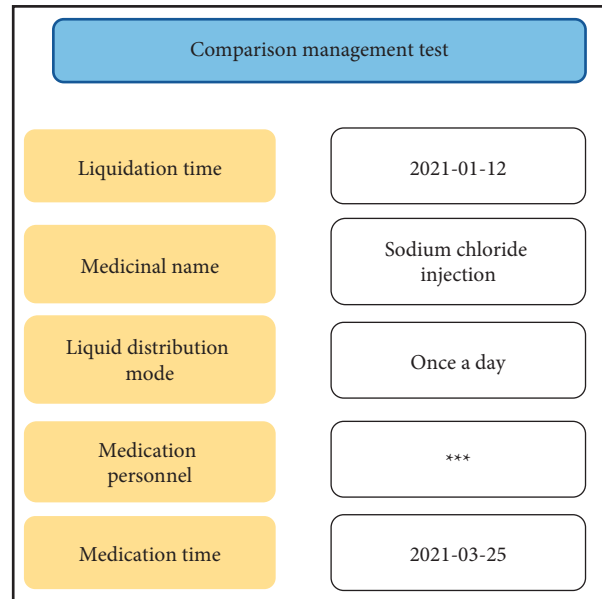 Comparison management test
Liquidation time
2021-01-12
Medicinal name
Sodium chloride
injection
Liquid distribution
mode
Once a day
Medication
personnel
***
Medication time
2021-03-25